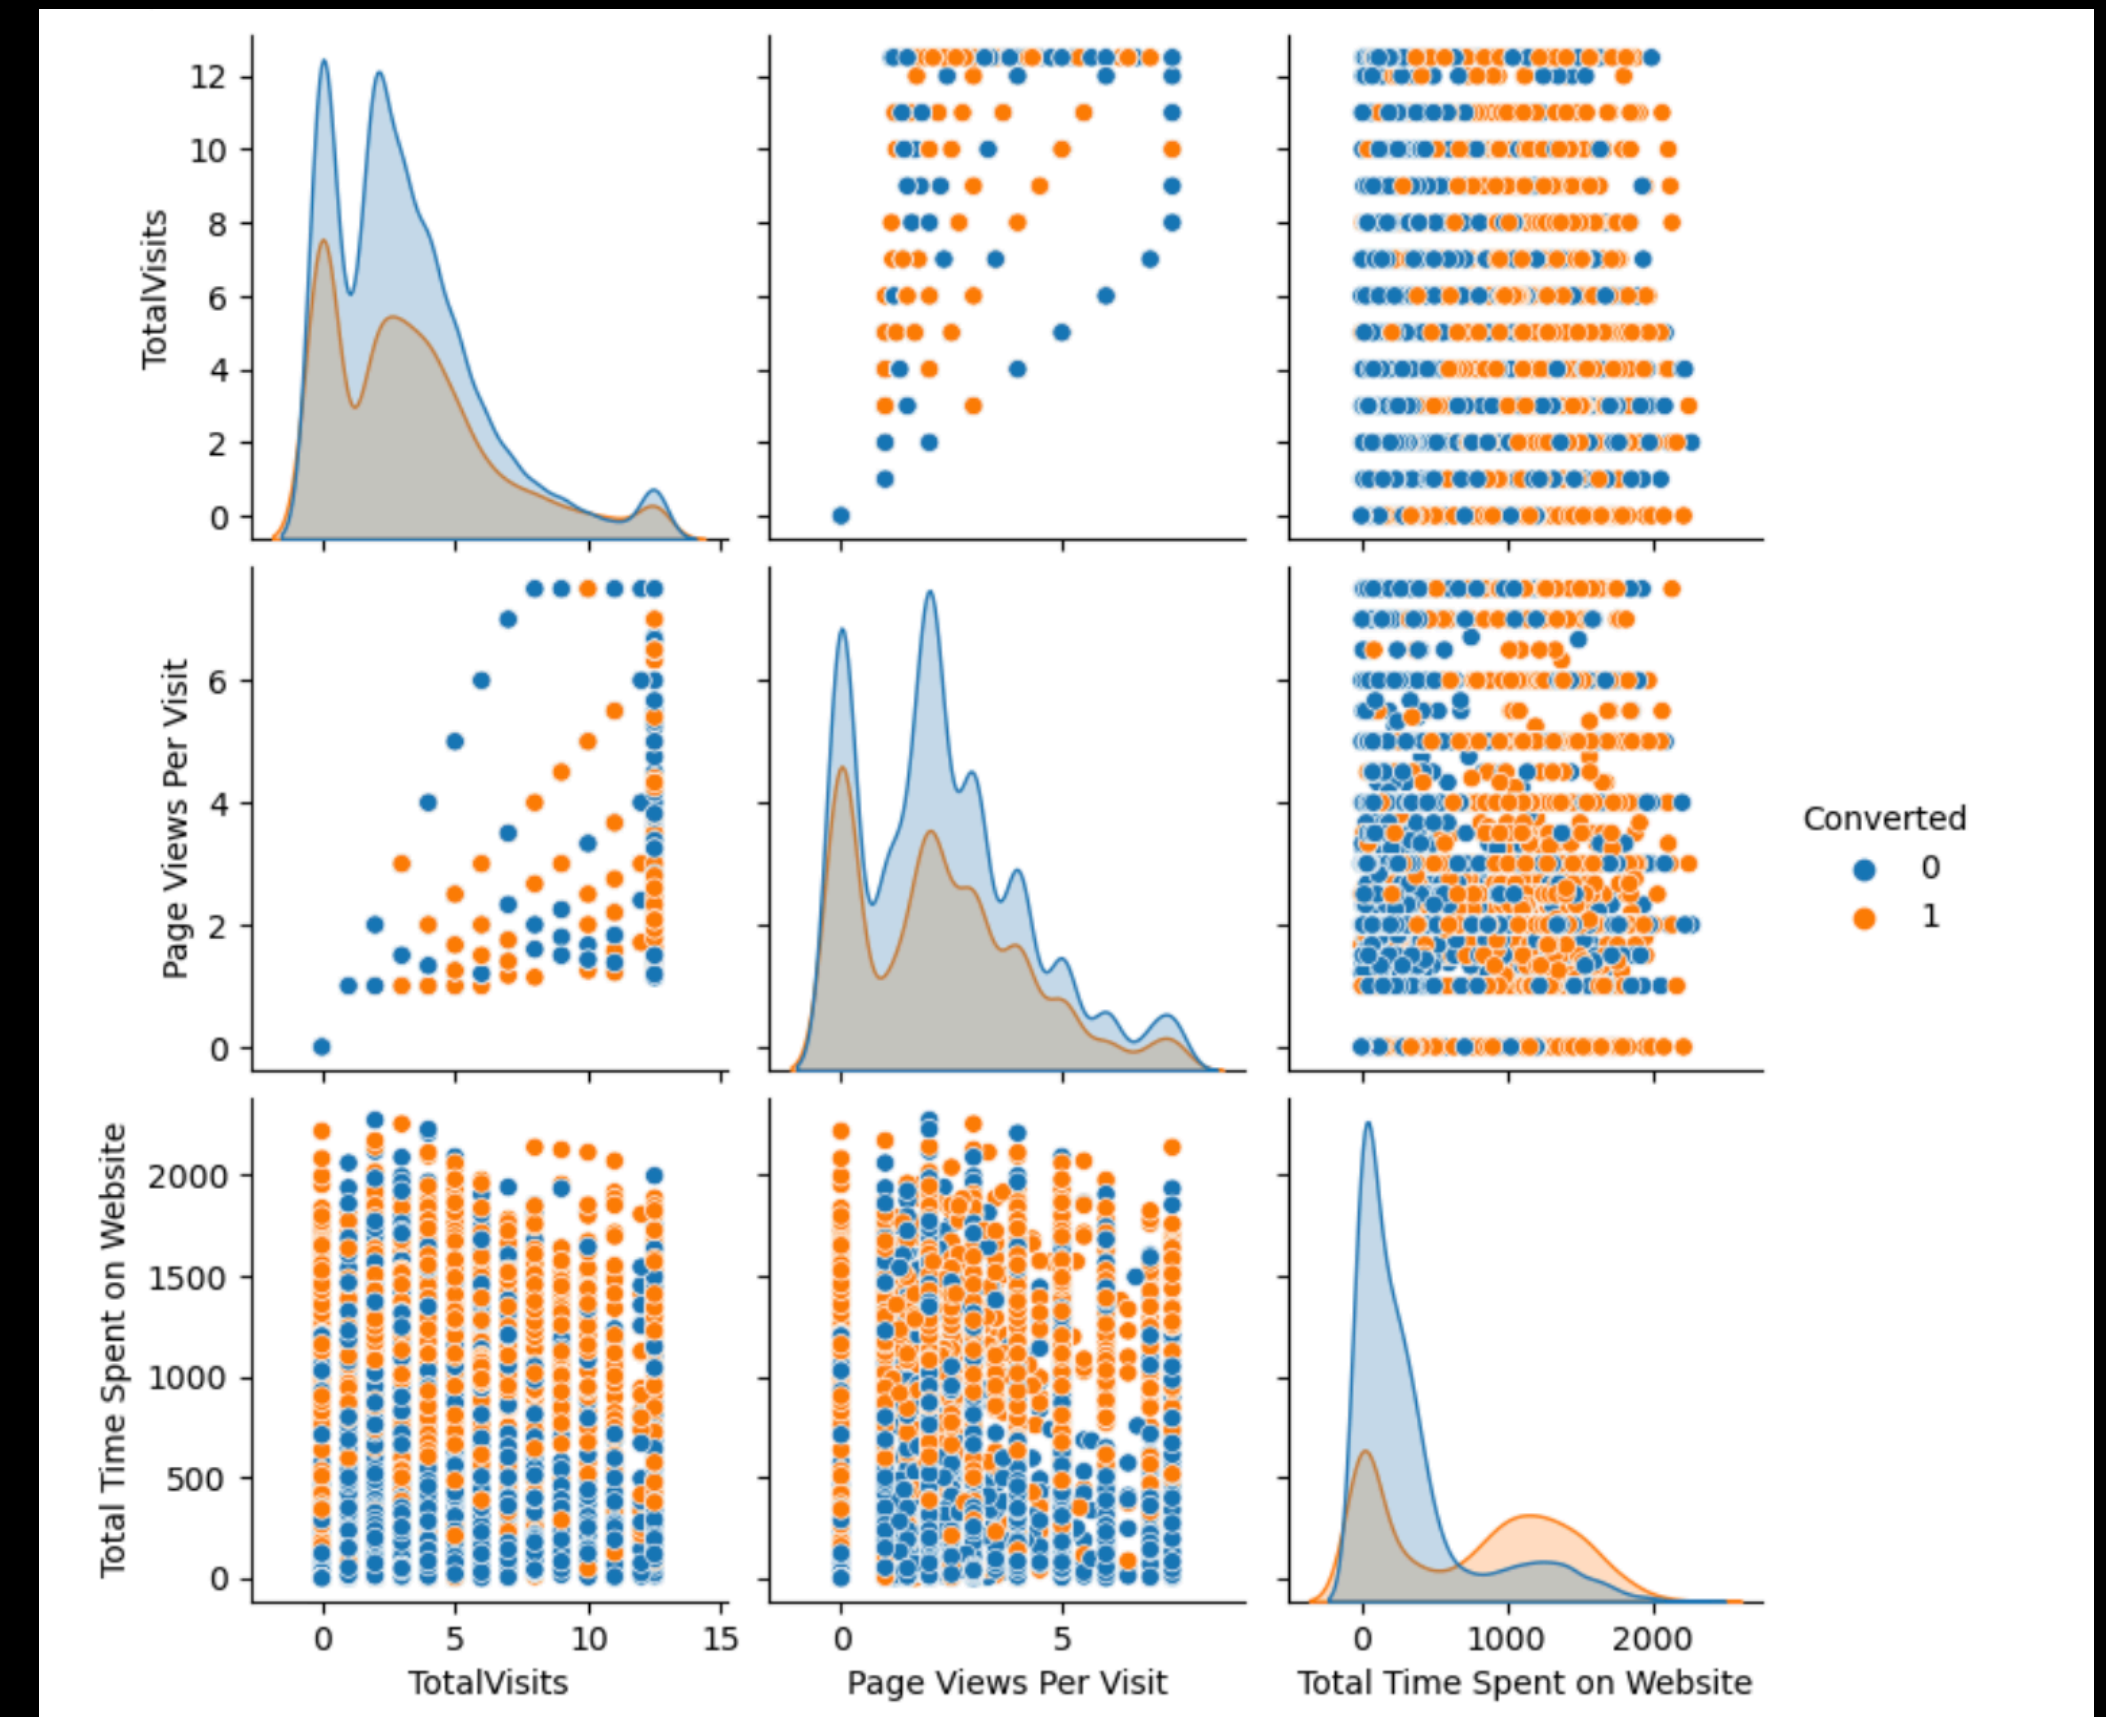 TotalVisits
12
10
8
6
4
2
0
Page Views Per Visit
6
4
2
0
Total Time Spent on Website
2000
1500
1000
500
0
0 5 10 15
TotalVisits
0 5
Page Views Per Visit
0 1000 2000
Total Time Spent on Website
Converted
0
1